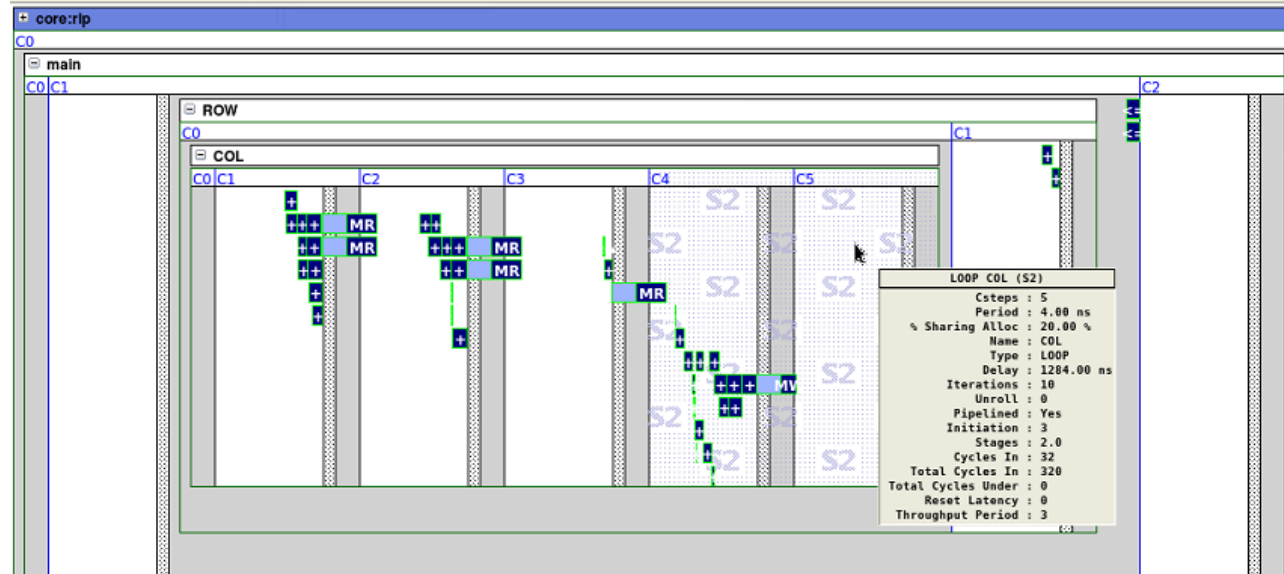 core:rlp
C0
main
C0 C1 C2
ROW
C0 C1
<=
<=
COL
C0 C1 C2 C3 C4 C5
+
+
+
S2 S2
+++ MR ++
S2 S2 S2
++ MR +++ MR
++ ++ MR +
S2 S2
+ MR
+
S2 S2
+ +
++ +
S2 S2
+++ MW
++
S2 S2
+
+
S2 S2
LOOP COL (S2)
Csteps : 5
Period : 4.00 ns
% Sharing Alloc : 20.00 %
Name : COL
Type : LOOP
Delay : 1284.00 ns
Iterations : 10
Unroll : 0
Pipelined : Yes
Initiation : 3
Stages : 2.0
Cycles In : 32
Total Cycles In : 320
Total Cycles Under : 0
Reset Latency : 0
Throughput Period : 3